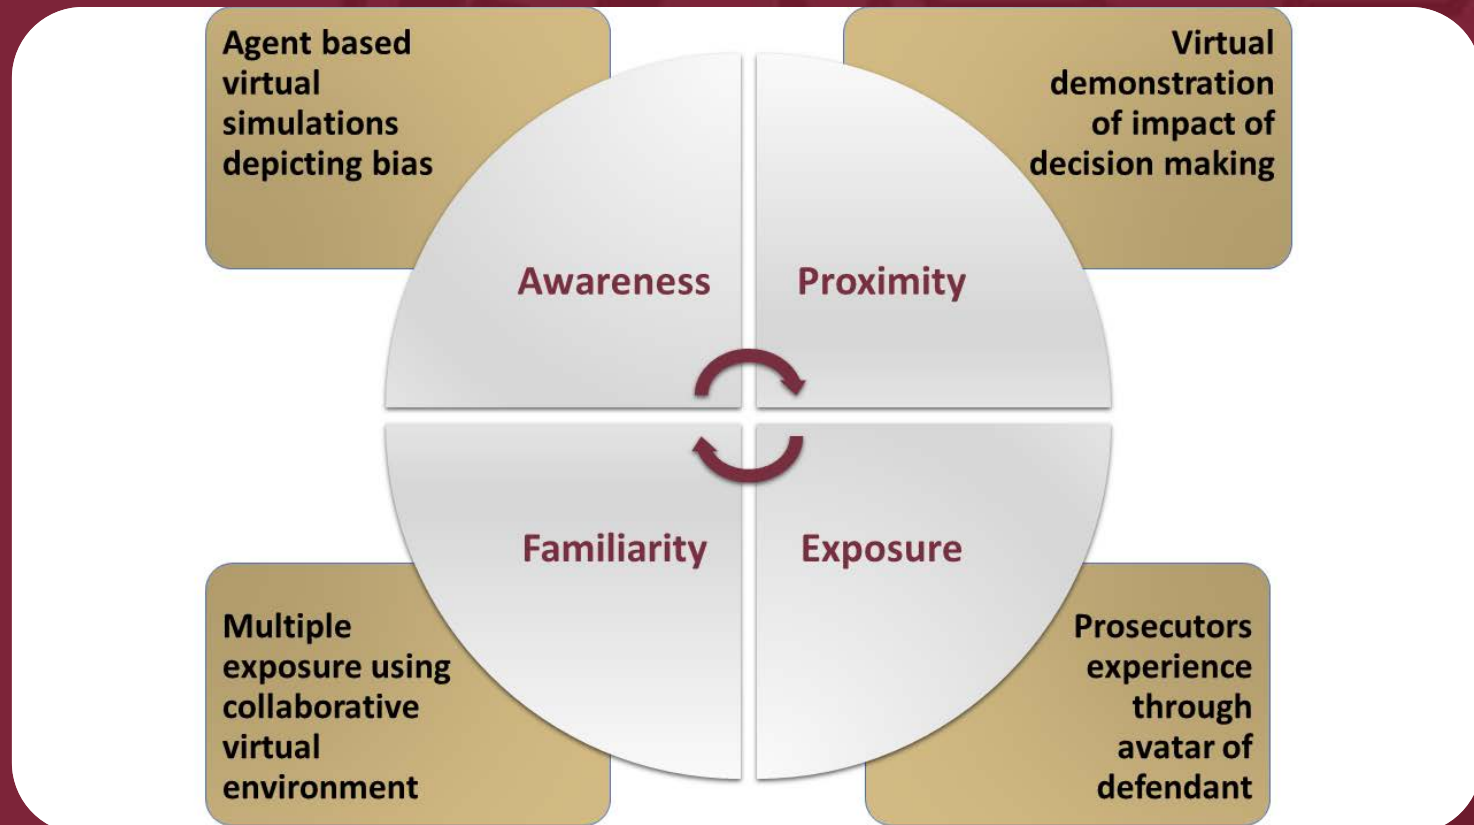 Agent based
virtual
simulations
depicting bias
Virtual
demonstration
of impact of
decision making
Awareness
Proximity
Familiarity
Exposure
Multiple
exposure using
collaborative
virtual
environment
Prosecutors
experience
through
avatar of
defendant